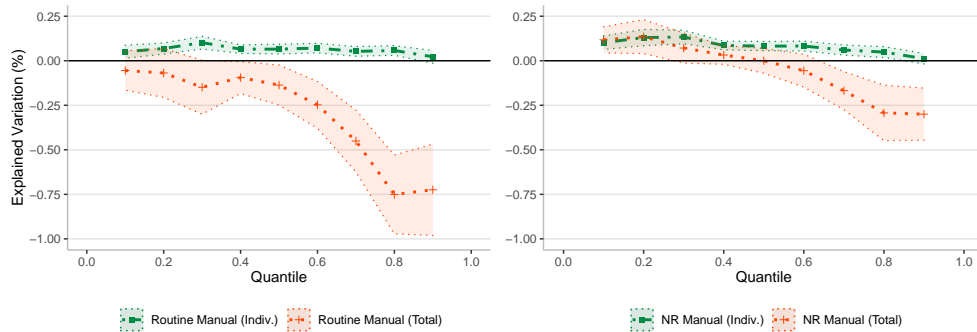 Explained Variation (%)
0.25
0.00
−0.25
−0.50
−0.75
−1.00
0.0 0.2 0.4 0.6 0.8 1.0
Quantile
Routine Manual (Indiv.) Routine Manual (Total)
0.25
0.00
−0.25
−0.50
−0.75
−1.00
0.0 0.2 0.4 0.6 0.8 1.0
Quantile
NR Manual (Indiv.) NR Manual (Total)